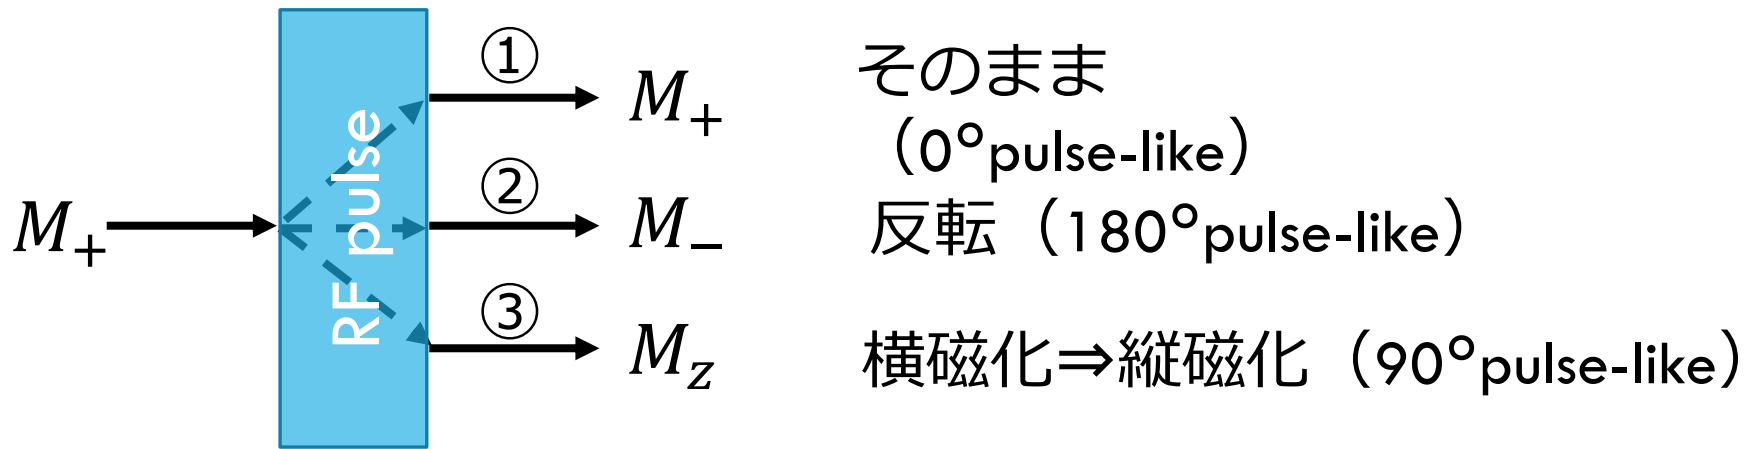 M₊
RF pulse
① M₊ そのまま
（0°pulse-like）
② M₋ 反転（180°pulse-like）
③ M_z 横磁化⇒縦磁化（90°pulse-like）